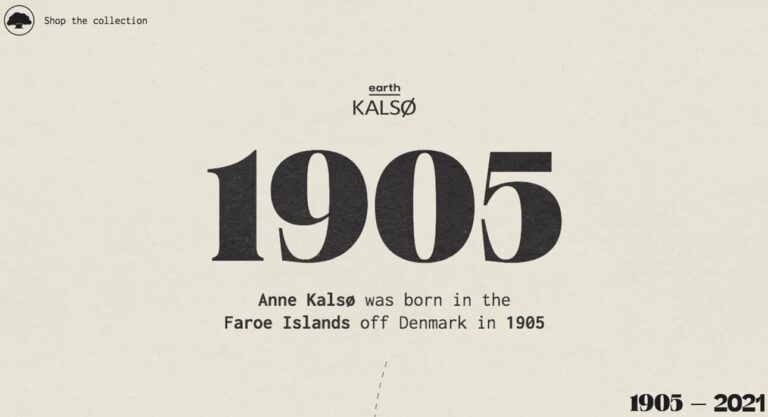 Shop the collection
earth
KALSØ
1905
Anne Kalsø was born in the
Faroe Islands off Denmark in 1905
1905 — 2021